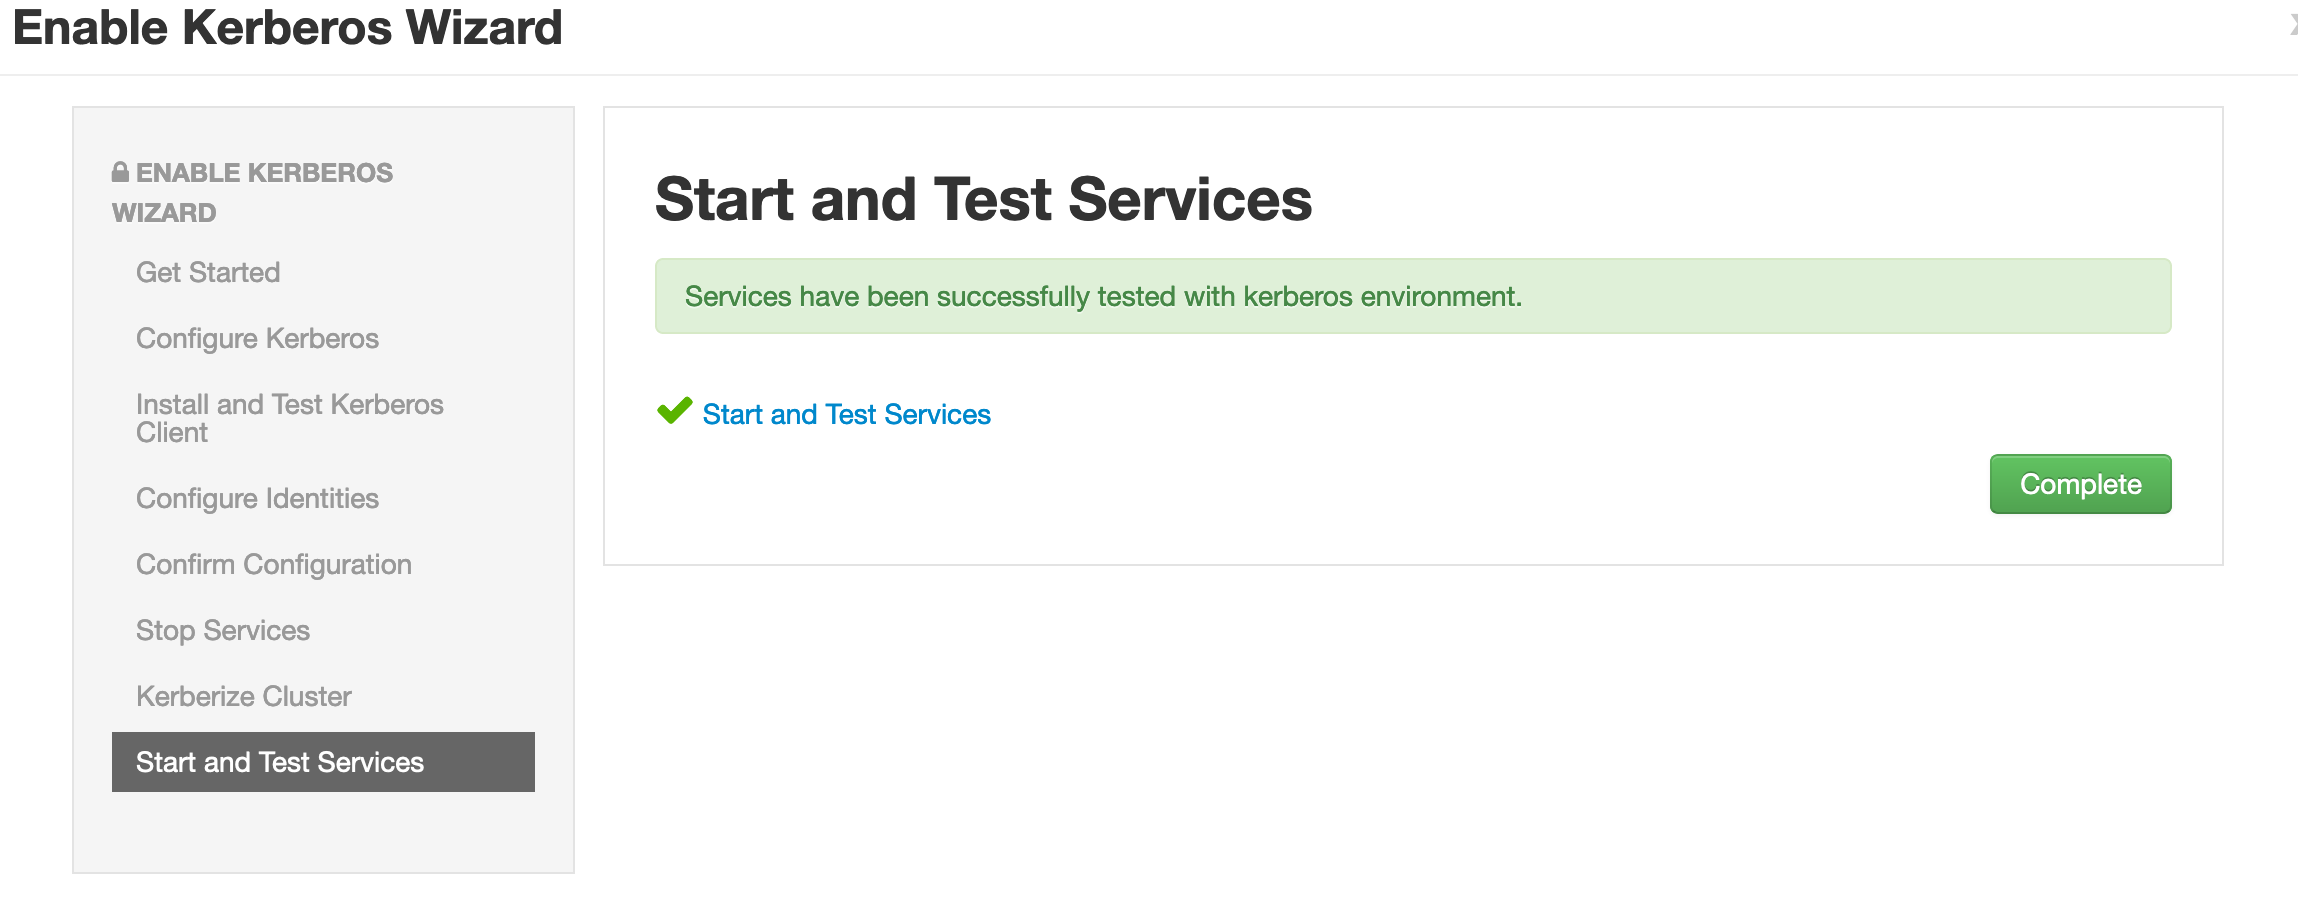 Enable Kerberos Wizard
ENABLE KERBEROS
WIZARD
Get Started
Configure Kerberos
Install and Test Kerberos
Client
Configure Identities
Confirm Configuration
Stop Services
Kerberize Cluster
Start and Test Services
Start and Test Services
Services have been successfully tested with kerberos environment.
Start and Test Services
Complete